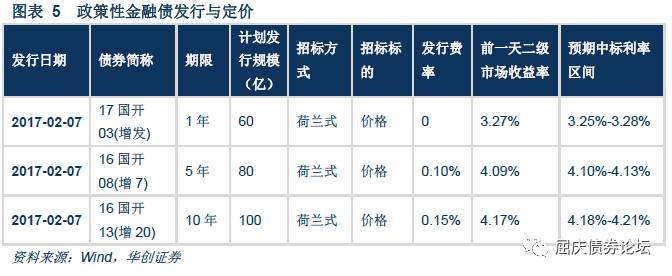 图表 5 政策性金融债发行与定价
发行日期 债券简称 期限 计划发行规模（亿） 招标方式 招标标的 发行费率 前一天二级市场收益率 预期中标利率区间
2017-02-07 17 国开03(增发) 1 年 60 荷兰式 价格 0 3.27% 3.25%-3.28%
2017-02-07 16 国开08(增 7) 5 年 80 荷兰式 价格 0.10% 4.09% 4.10%-4.13%
2017-02-07 16 国开13(增 20) 10 年 100 荷兰式 价格 0.15% 4.17% 4.18%-4.21%
资料来源：Wind，华创证券
屈庆债券论坛